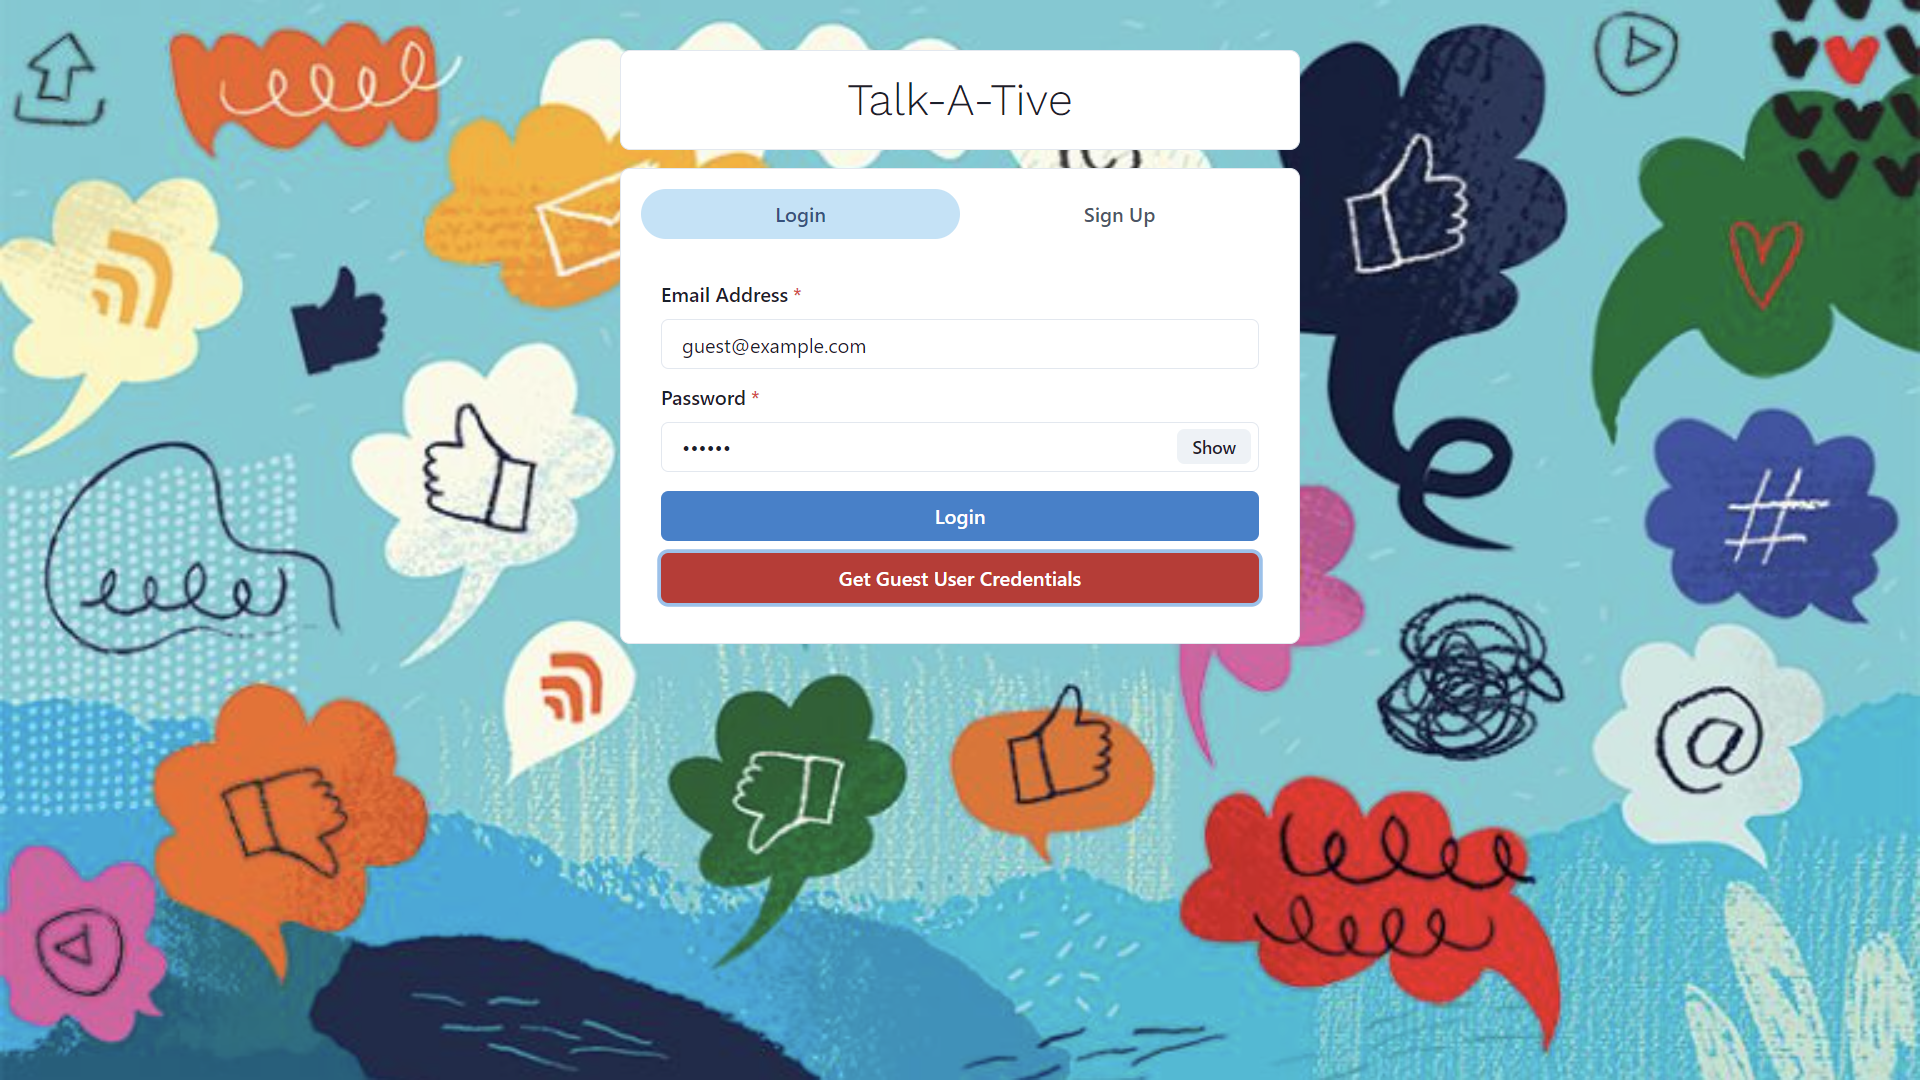 Talk-A-Tive
Login
Sign Up
Email Address *
guest@example.com
Password *
••••••
Show
Login
Get Guest User Credentials